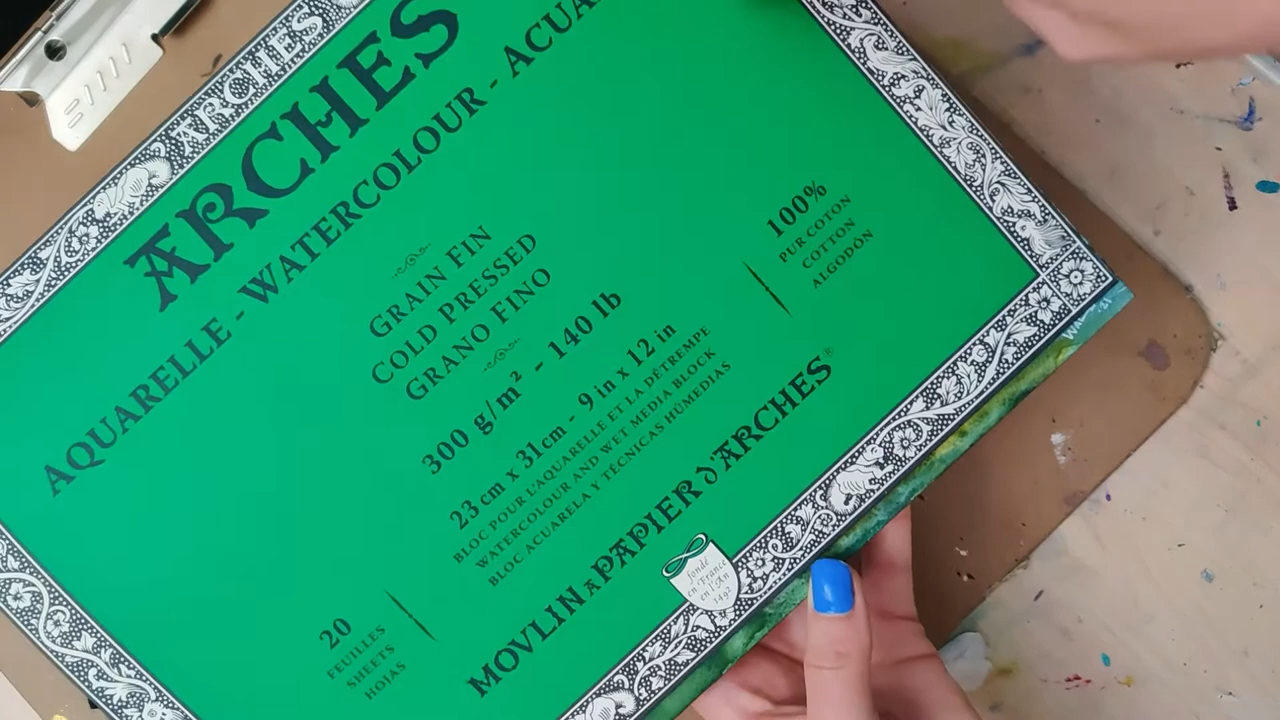 ARCHES
ARCHES
AQUARELLE - WATERCOLOUR - ACUA
GRAIN FIN
COLD PRESSED
GRANO FINO
300 g/m² - 140 lb
23 cm x 31cm - 9 in x 12 in
BLOC POUR L'AQUARELLE ET LA DÉTREMPE
WATERCOLOUR AND WET MEDIA BLOCK
BLOC ACUARELA Y TÉCNICAS HÚMEDIAS
100%
PUR COTON
COTTON
ALGODÓN
20
FEUILLES
SHEETS
HOJAS
MOVLIN A PAPIER d'ARCHES®
fondé
en France
en l'An
1492